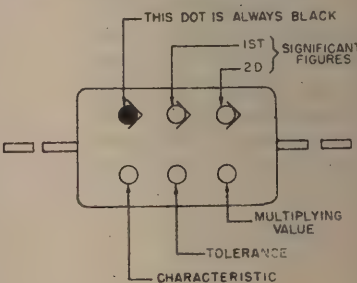 THIS DOT IS ALWAYS BLACK
1ST
2D
SIGNIFICANT
FIGURES
MULTIPLYING
VALUE
TOLERANCE
CHARACTERISTIC